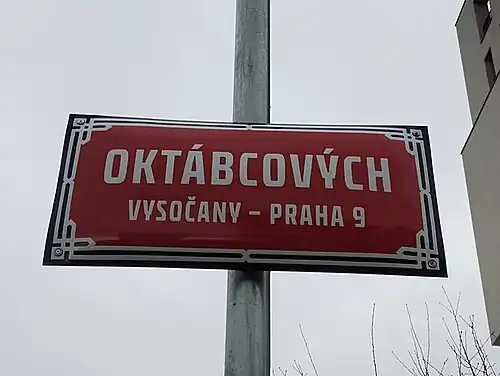 OKTÁBCOVÝCH
VYSOČANY – PRAHA 9